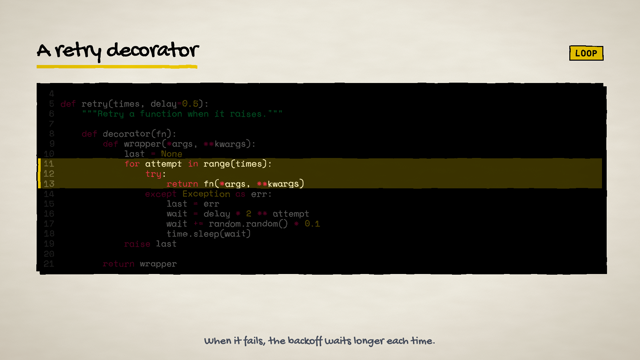 A retry decorator
LOOP
4
5 def retry(times, delay=0.5):
6 """Retry a function when it raises."""
7
8 def decorator(fn):
9 def wrapper(*args, **kwargs):
10 last = None
11 for attempt in range(times):
12 try:
13 return fn(*args, **kwargs)
14 except Exception as err:
15 last = err
16 wait = delay * 2 ** attempt
17 wait += random.random() * 0.1
18 time.sleep(wait)
19 raise last
20
21 return wrapper
When it fails, the backoff waits longer each time.